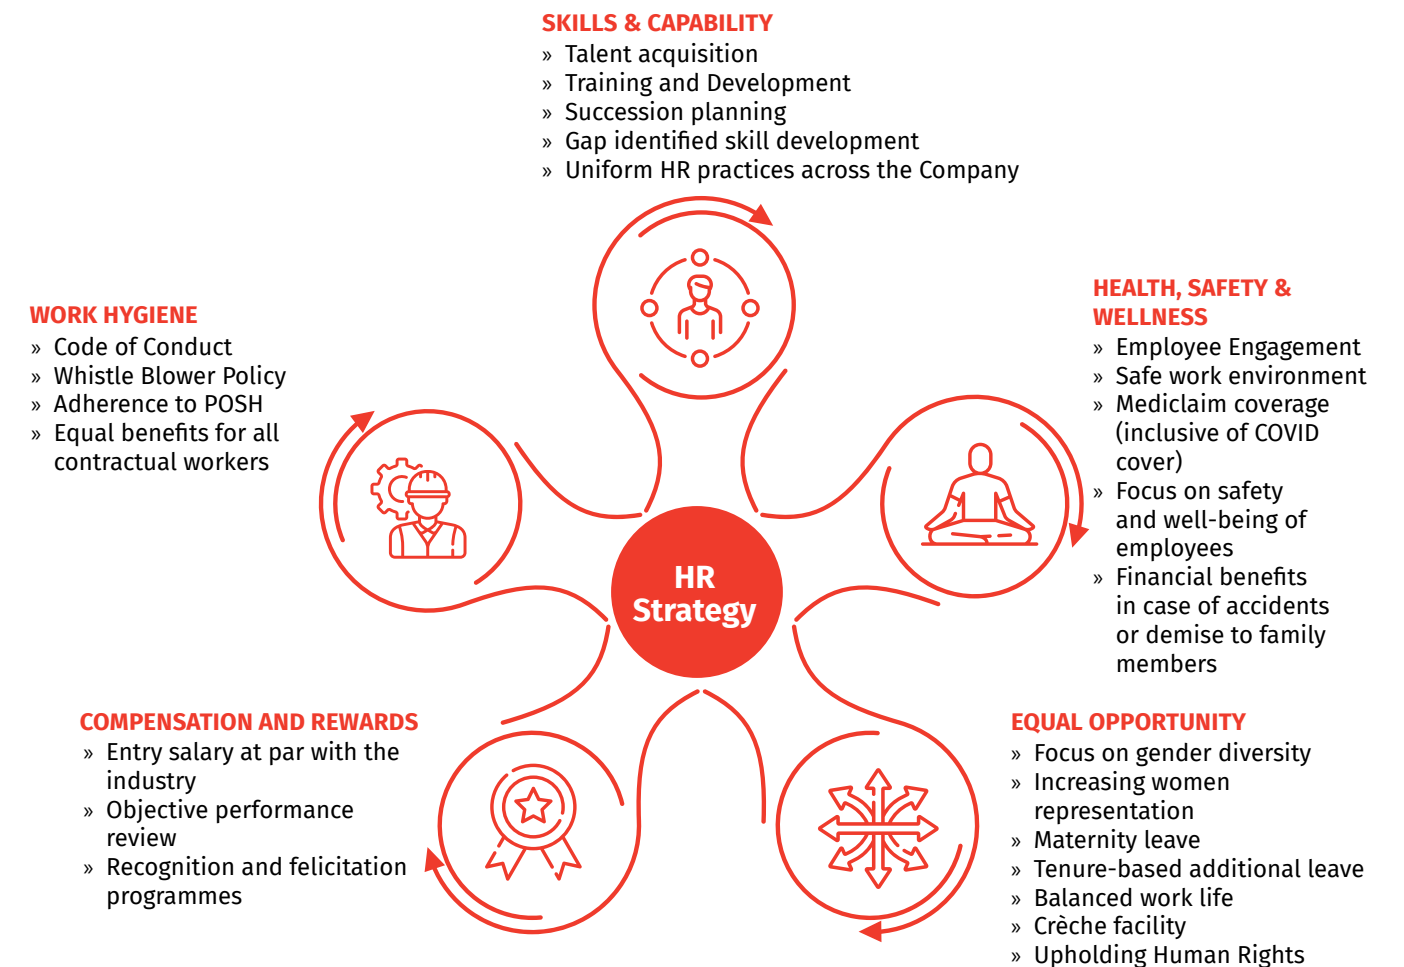 SKILLS & CAPABILITY
» Talent acquisition
» Training and Development
» Succession planning
» Gap identified skill development
» Uniform HR practices across the Company
WORK HYGIENE
» Code of Conduct
» Whistle Blower Policy
» Adherence to POSH
» Equal benefits for all
contractual workers
HEALTH, SAFETY &
WELLNESS
» Employee Engagement
» Safe work environment
» Mediclaim coverage
(inclusive of COVID
cover)
» Focus on safety
and well-being of
employees
» Financial benefits
in case of accidents
or demise to family
members
HR
Strategy
COMPENSATION AND REWARDS
» Entry salary at par with the
industry
» Objective performance
review
» Recognition and felicitation
programmes
EQUAL OPPORTUNITY
» Focus on gender diversity
» Increasing women
representation
» Maternity leave
» Tenure-based additional leave
» Balanced work life
» Crèche facility
» Upholding Human Rights